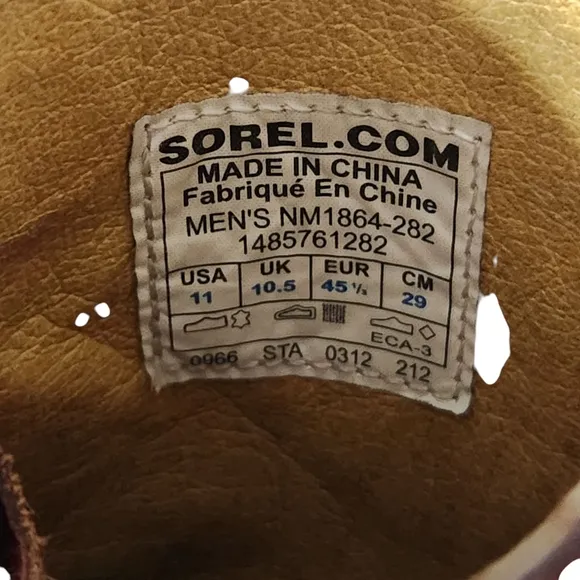 SOREL.COM
MADE IN CHINA
Fabriqué En Chine
MEN'S NM1864-282
1485761282
USA UK EUR CM
11 10.5 45 1/3 29
ECA-3
0966 STA 0312 212